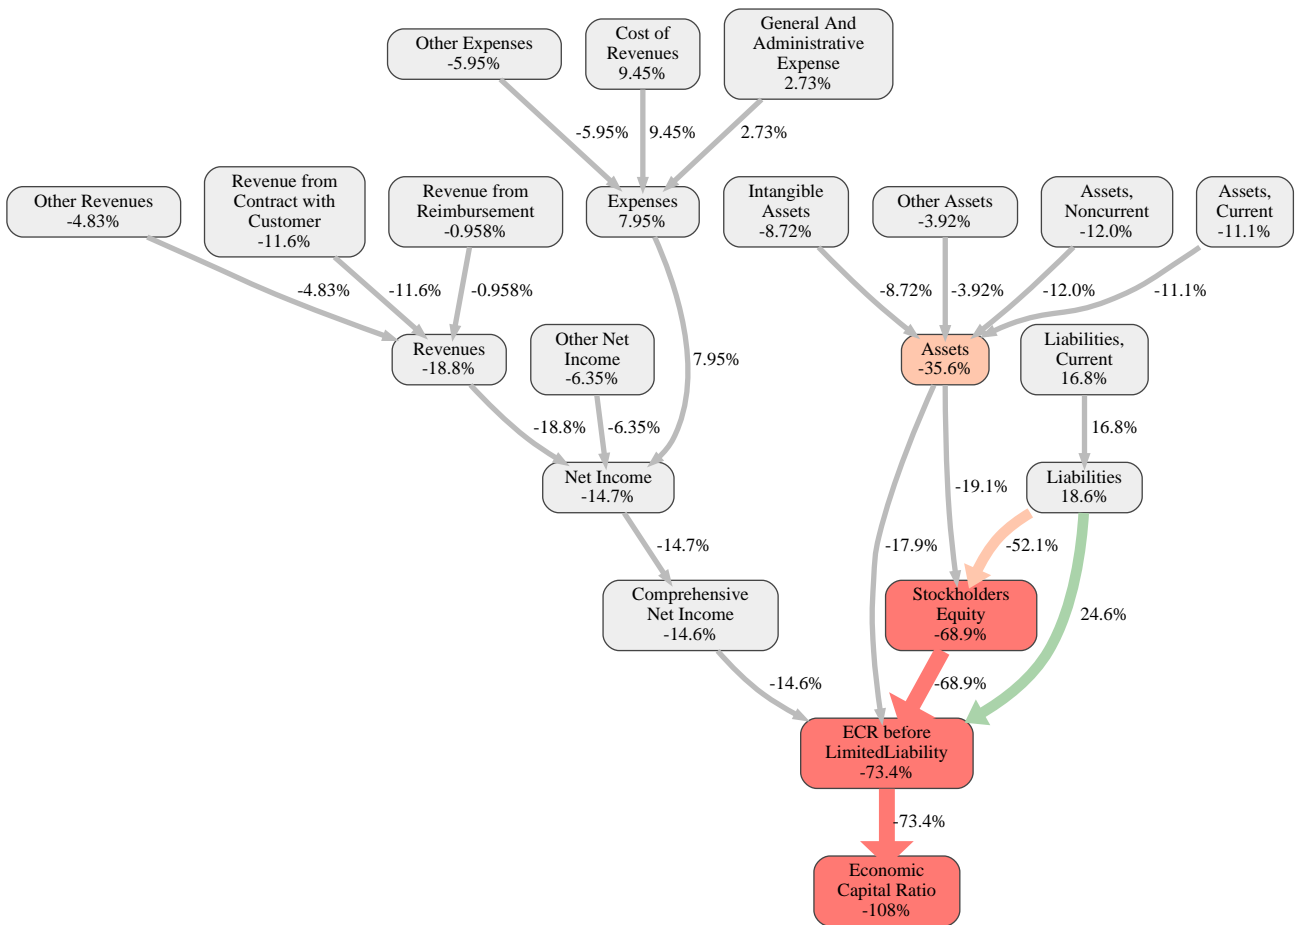 Other Expenses
-5.95%
Cost of
Revenues
9.45%
General And
Administrative
Expense
2.73%
-5.95%
9.45%
2.73%
Other Revenues
-4.83%
Revenue from
Contract with
Customer
-11.6%
Revenue from
Reimbursement
-0.958%
Expenses
7.95%
Intangible
Assets
-8.72%
Other Assets
-3.92%
Assets,
Noncurrent
-12.0%
Assets,
Current
-11.1%
-4.83%
-11.6%
-0.958%
-8.72%
-3.92%
-12.0%
-11.1%
Revenues
-18.8%
Other Net
Income
-6.35%
7.95%
Assets
-35.6%
Liabilities,
Current
16.8%
-18.8%
-6.35%
16.8%
Net Income
-14.7%
-19.1%
Liabilities
18.6%
-14.7%
-17.9%
-52.1%
Comprehensive
Net Income
-14.6%
Stockholders
Equity
-68.9%
24.6%
-14.6%
-68.9%
ECR before
LimitedLiability
-73.4%
-73.4%
Economic
Capital Ratio
-108%